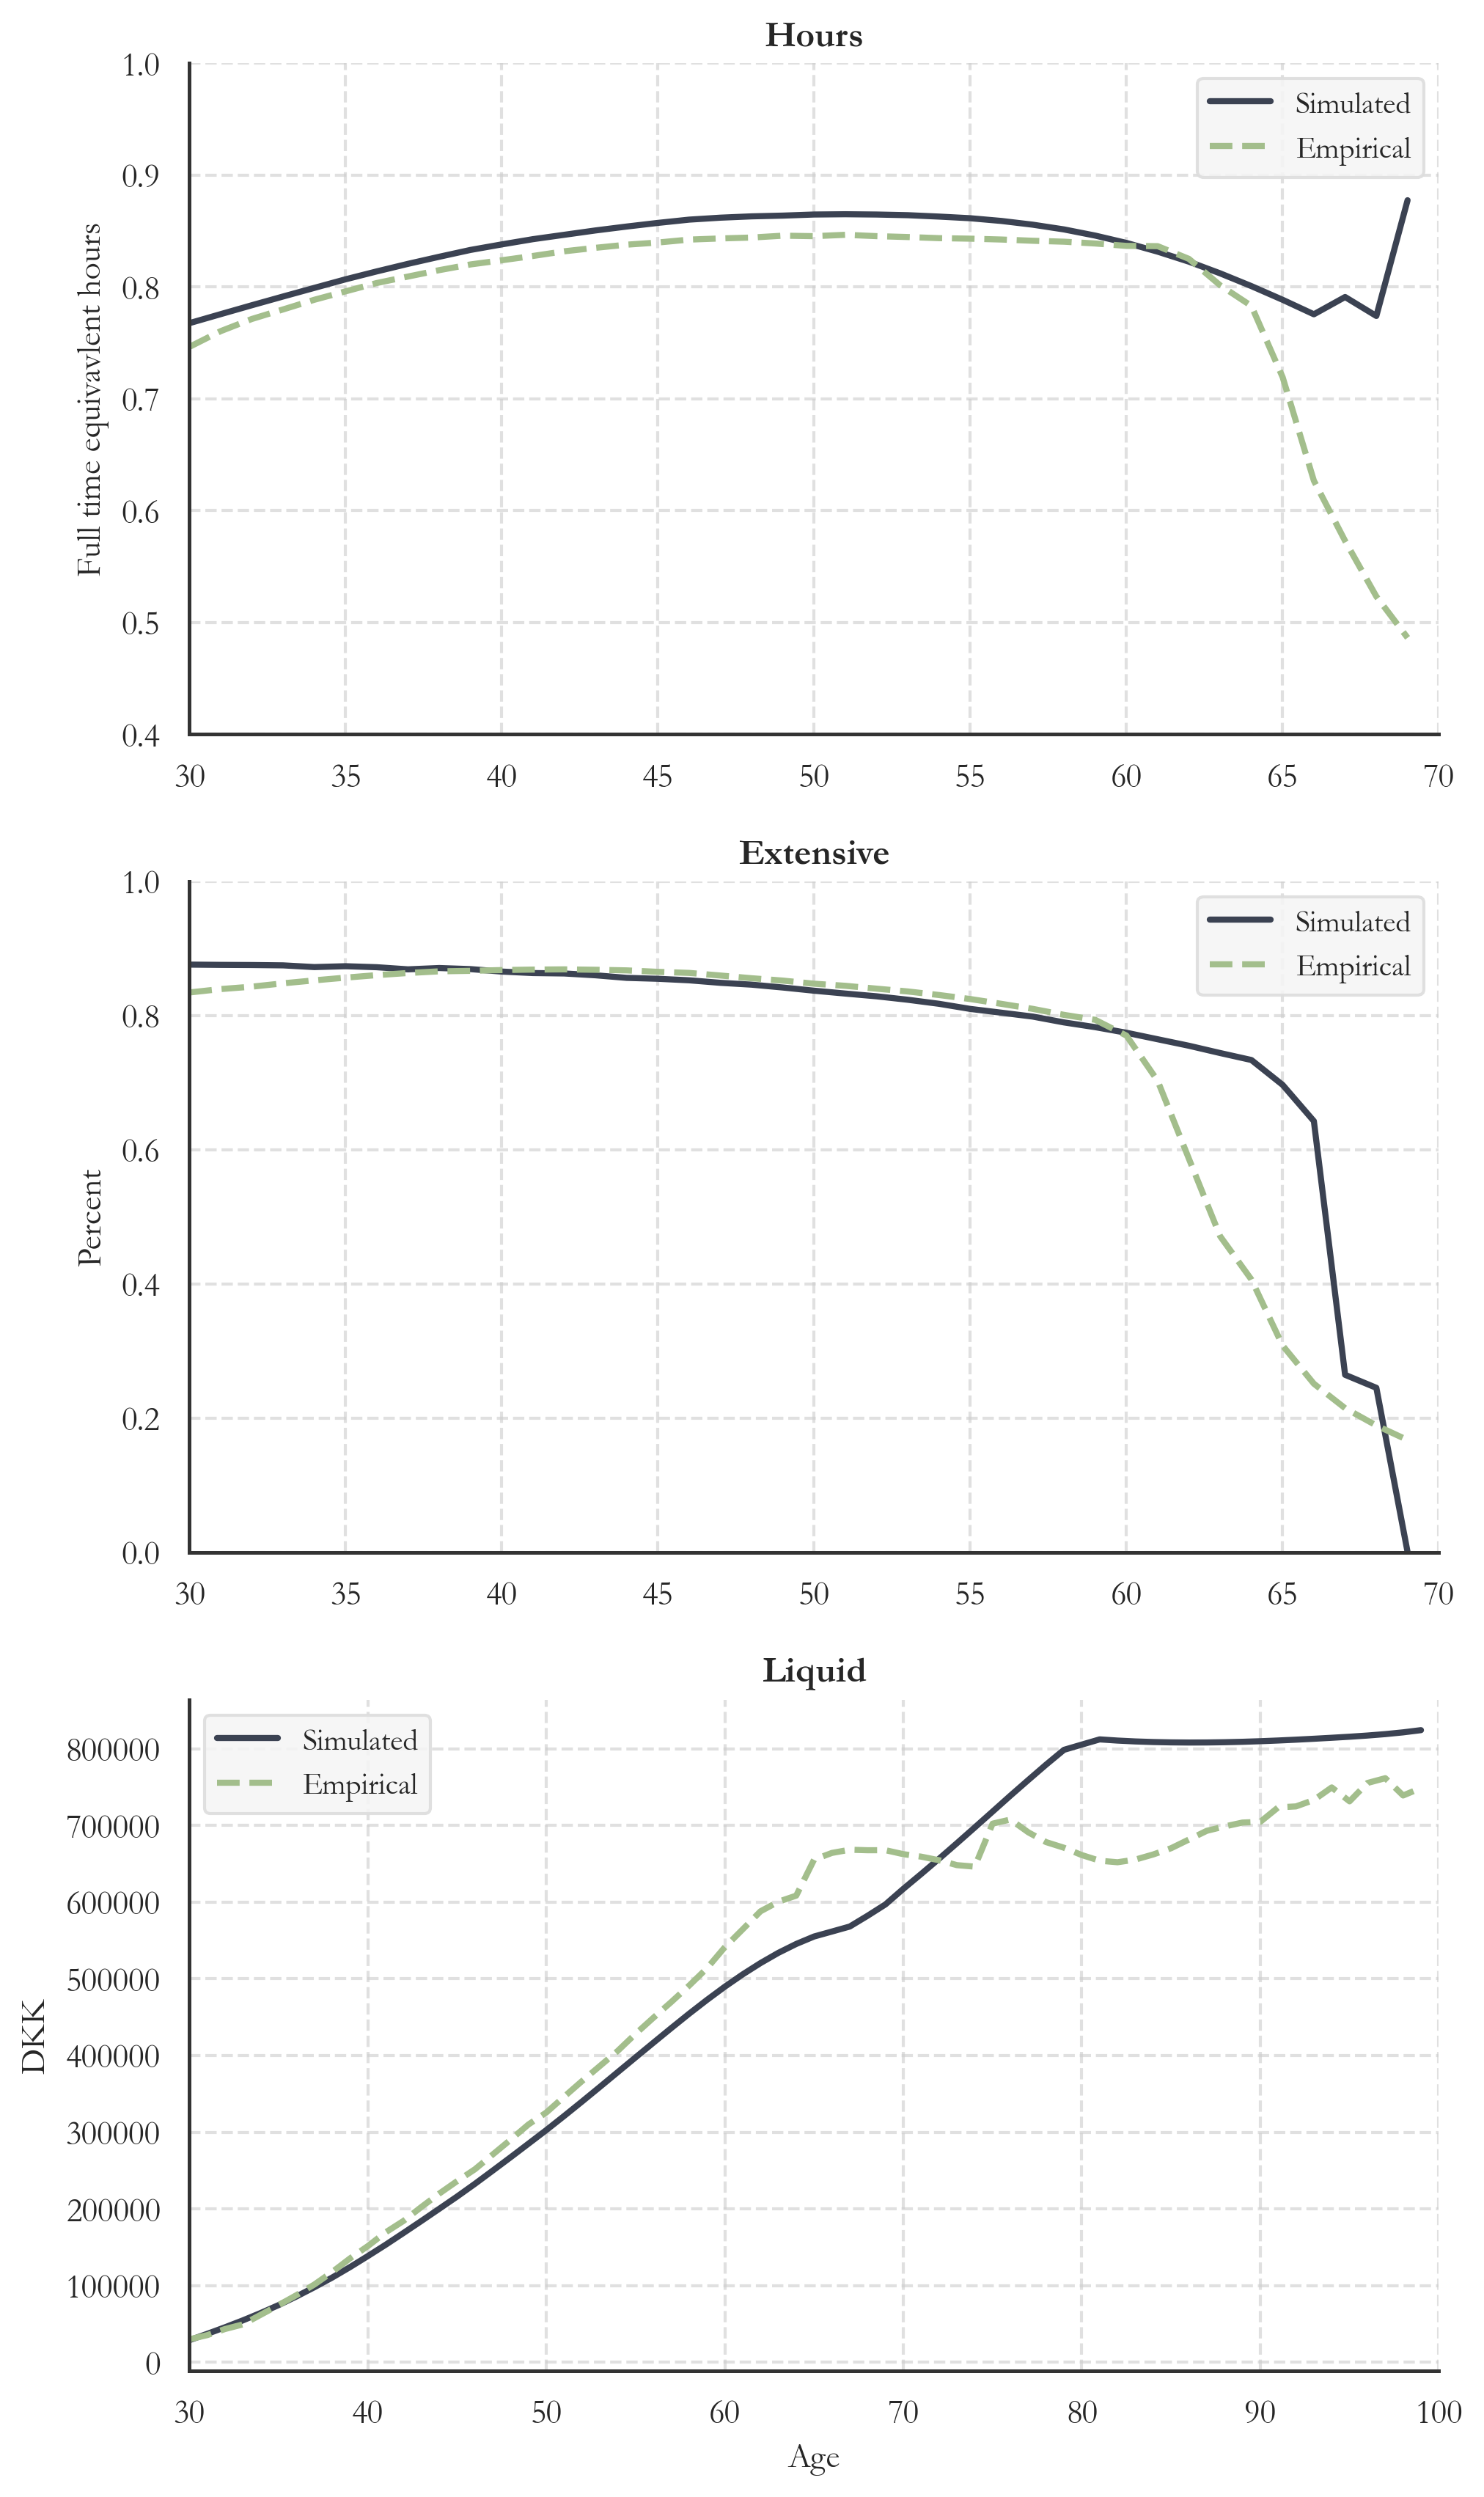 Hours
1.0
0.9
0.8
0.7
0.6
0.5
0.4
Full time equivavlent hours
Simulated
Empirical
30 35 40 45 50 55 60 65 70
Extensive
1.0
0.8
0.6
0.4
0.2
0.0
Percent
Simulated
Empirical
30 35 40 45 50 55 60 65 70
Liquid
800000
700000
600000
500000
400000
300000
200000
100000
0
DKK
Simulated
Empirical
30 40 50 60 70 80 90 100
Age